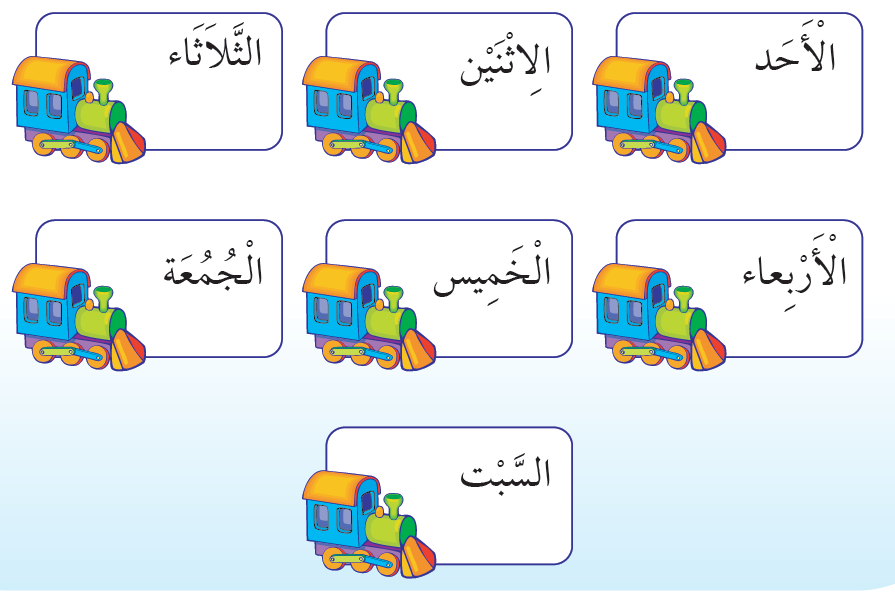 الْأَحَد
الِاثْنَيْن
الثَّلَاثَاء
الْأَرْبِعاء
الْخَمِيس
الْجُمُعَة
السَّبْت